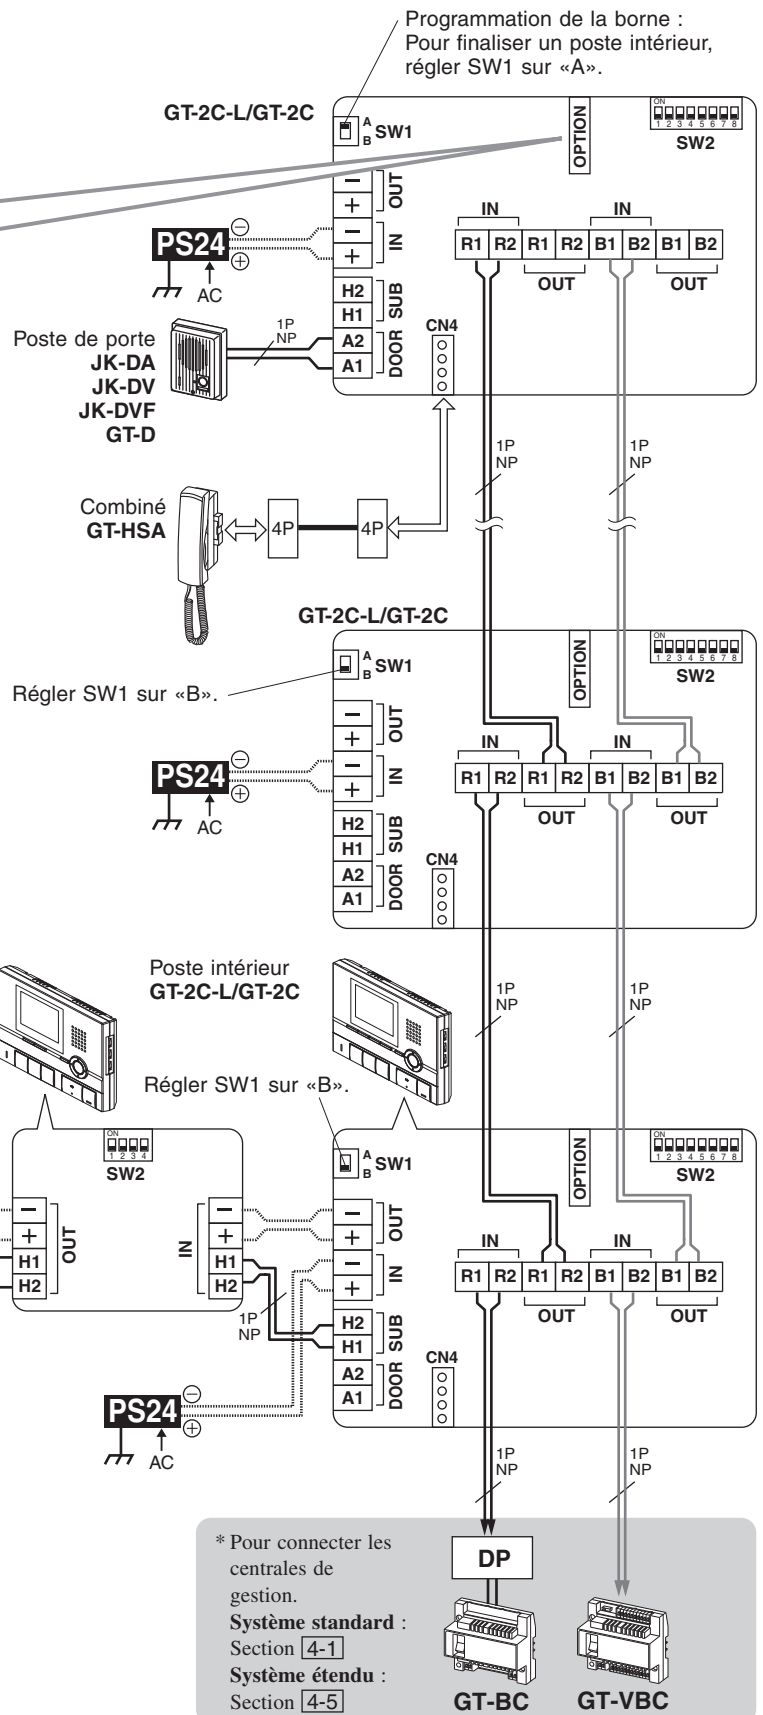 Programmation de la borne :
Pour finaliser un poste intérieur,
régler SW1 sur «A».
GT-2C-L/GT-2C
A
B
SW1
OPTION
ON
1 2 3 4 5 6 7 8
SW2
−
+
OUT
−
+
IN
PS24
⊖
⊕
AC
IN
IN
R1 R2 R1 R2 B1 B2 B1 B2
OUT
OUT
H2
H1
SUB
A2
A1
DOOR
CN4
Poste de porte
JK-DA
JK-DV
JK-DVF
GT-D
1P
NP
1P
NP
1P
NP
Combiné
GT-HSA
4P
4P
GT-2C-L/GT-2C
A
B
SW1
OPTION
ON
1 2 3 4 5 6 7 8
SW2
Régler SW1 sur «B».
−
+
OUT
−
+
IN
PS24
⊖
⊕
AC
IN
IN
R1 R2 R1 R2 B1 B2 B1 B2
OUT
OUT
H2
H1
SUB
A2
A1
DOOR
CN4
Poste intérieur
GT-2C-L/GT-2C
1P
NP
1P
NP
Régler SW1 sur «B».
ON
1 2 3 4
SW2
A
B
SW1
OPTION
ON
1 2 3 4 5 6 7 8
SW2
−
+
H1
H2
OUT
IN
−
+
H1
H2
1P
NP
−
+
OUT
−
+
IN
IN
IN
R1 R2 R1 R2 B1 B2 B1 B2
OUT
OUT
H2
H1
SUB
A2
A1
DOOR
CN4
PS24
⊖
⊕
AC
1P
NP
1P
NP
* Pour connecter les
centrales de
gestion.
Système standard :
Section 4-1
Système étendu :
Section 4-5
DP
GT-BC
GT-VBC